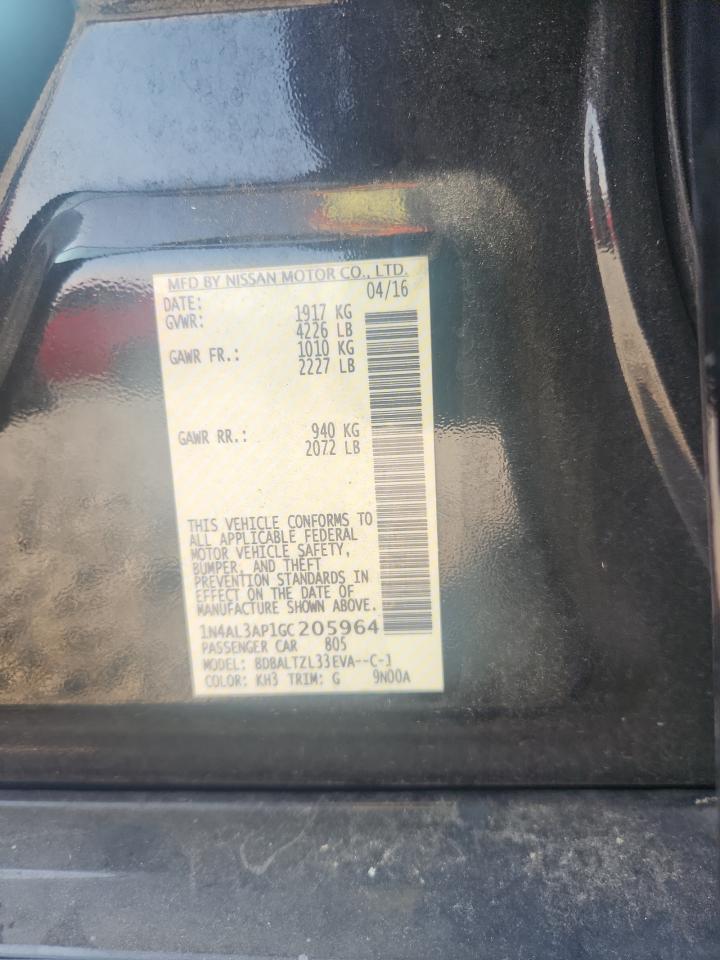 MFD BY NISSAN MOTOR CO., LTD.
DATE: 04/16
GVWR: 1917 KG
4226 LB
GAWR FR.: 1010 KG
2227 LB
GAWR RR.: 940 KG
2072 LB
THIS VEHICLE CONFORMS TO
ALL APPLICABLE FEDERAL
MOTOR VEHICLE SAFETY,
BUMPER, AND THEFT
PREVENTION STANDARDS IN
EFFECT ON THE DATE OF
MANUFACTURE SHOWN ABOVE.
1N4AL3AP1GC205964
PASSENGER CAR 805
MODEL: BDBALTZL33EVA--C-J
COLOR: KH3 TRIM: G 9N00A